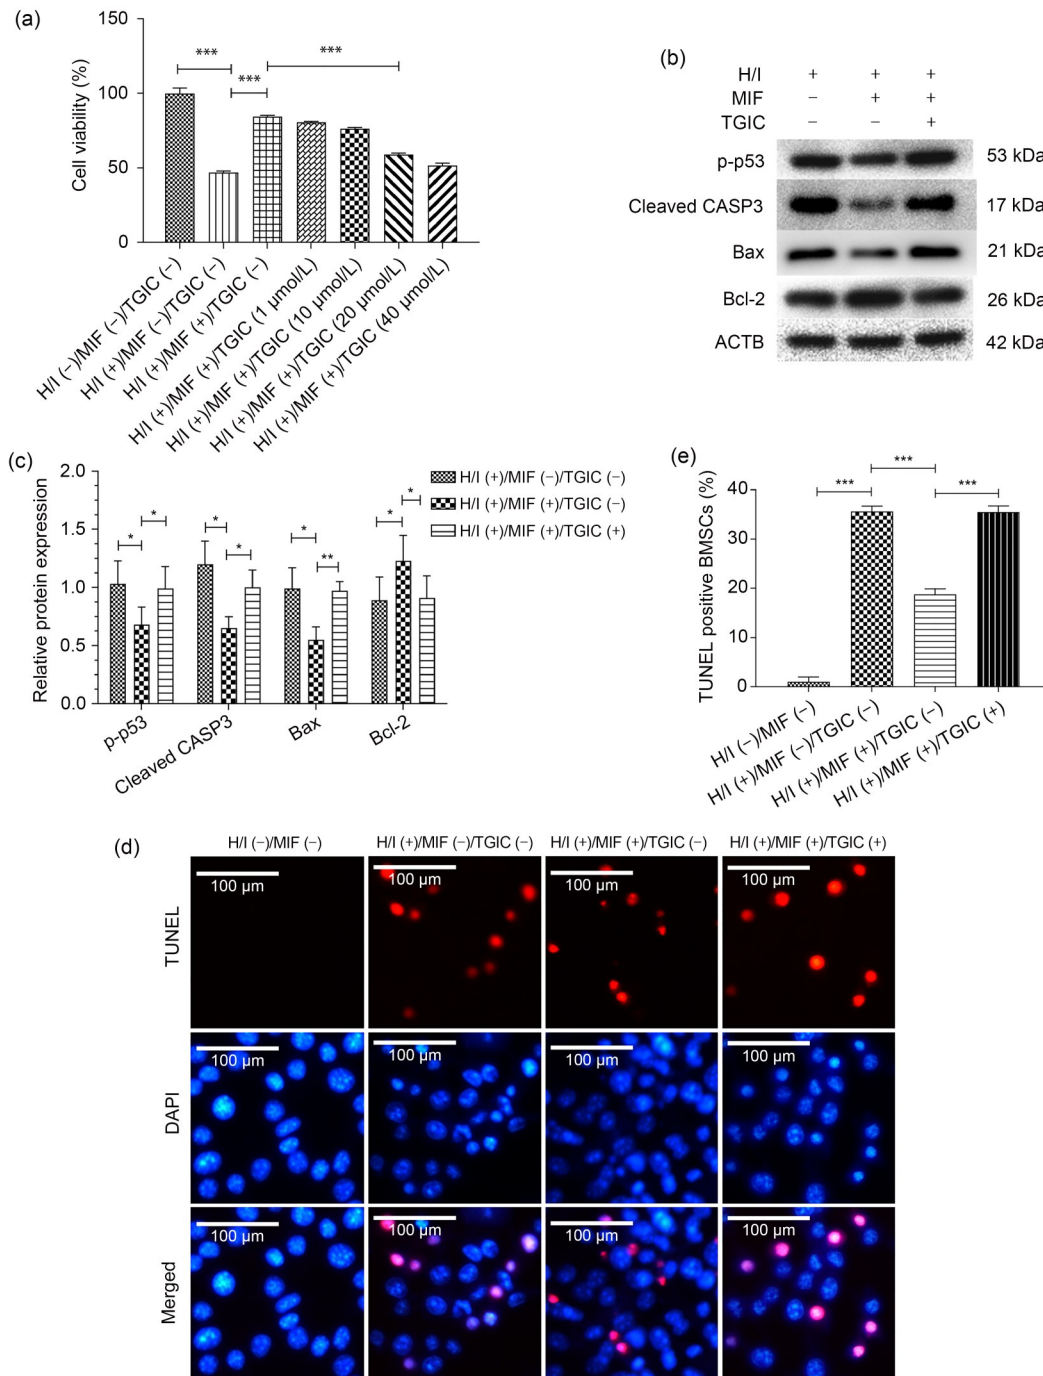 (a)
150
100
50
0
Cell viability (%)
***
***
***
H/I (−)/MIF (−)/TGIC (−)
H/I (+)/MIF (−)/TGIC (−)
H/I (+)/MIF (+)/TGIC (−)
H/I (+)/MIF (+)/TGIC (1 μmol/L)
H/I (+)/MIF (+)/TGIC (10 μmol/L)
H/I (+)/MIF (+)/TGIC (20 μmol/L)
H/I (+)/MIF (+)/TGIC (40 μmol/L)
(b)
H/I + + +
MIF − + +
TGIC − − +
p-p53 53 kDa
Cleaved CASP3 17 kDa
Bax 21 kDa
Bcl-2 26 kDa
ACTB 42 kDa
(c)
2.0
1.5
1.0
0.5
0.0
Relative protein expression
* *
* *
* **
* *
p-p53
Cleaved CASP3
Bax
Bcl-2
H/I (+)/MIF (−)/TGIC (−)
H/I (+)/MIF (+)/TGIC (−)
H/I (+)/MIF (+)/TGIC (+)
(e)
40
30
20
10
0
TUNEL positive BMSCs (%)
***
***
***
H/I (−)/MIF (−)
H/I (+)/MIF (−)/TGIC (−)
H/I (+)/MIF (+)/TGIC (−)
H/I (+)/MIF (+)/TGIC (+)
(d)
H/I (−)/MIF (−) H/I (+)/MIF (−)/TGIC (−) H/I (+)/MIF (+)/TGIC (−) H/I (+)/MIF (+)/TGIC (+)
TUNEL
100 μm 100 μm 100 μm 100 μm
DAPI
100 μm 100 μm 100 μm 100 μm
Merged
100 μm 100 μm 100 μm 100 μm